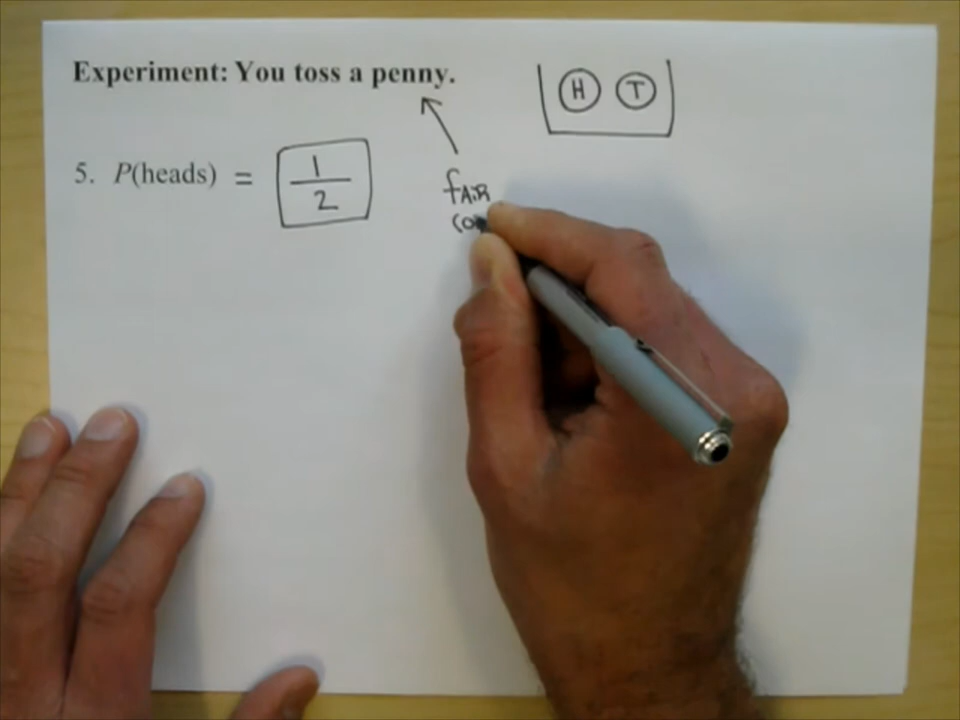 Experiment: You toss a penny.
H T
5. P(heads) = 1/2
fAIR